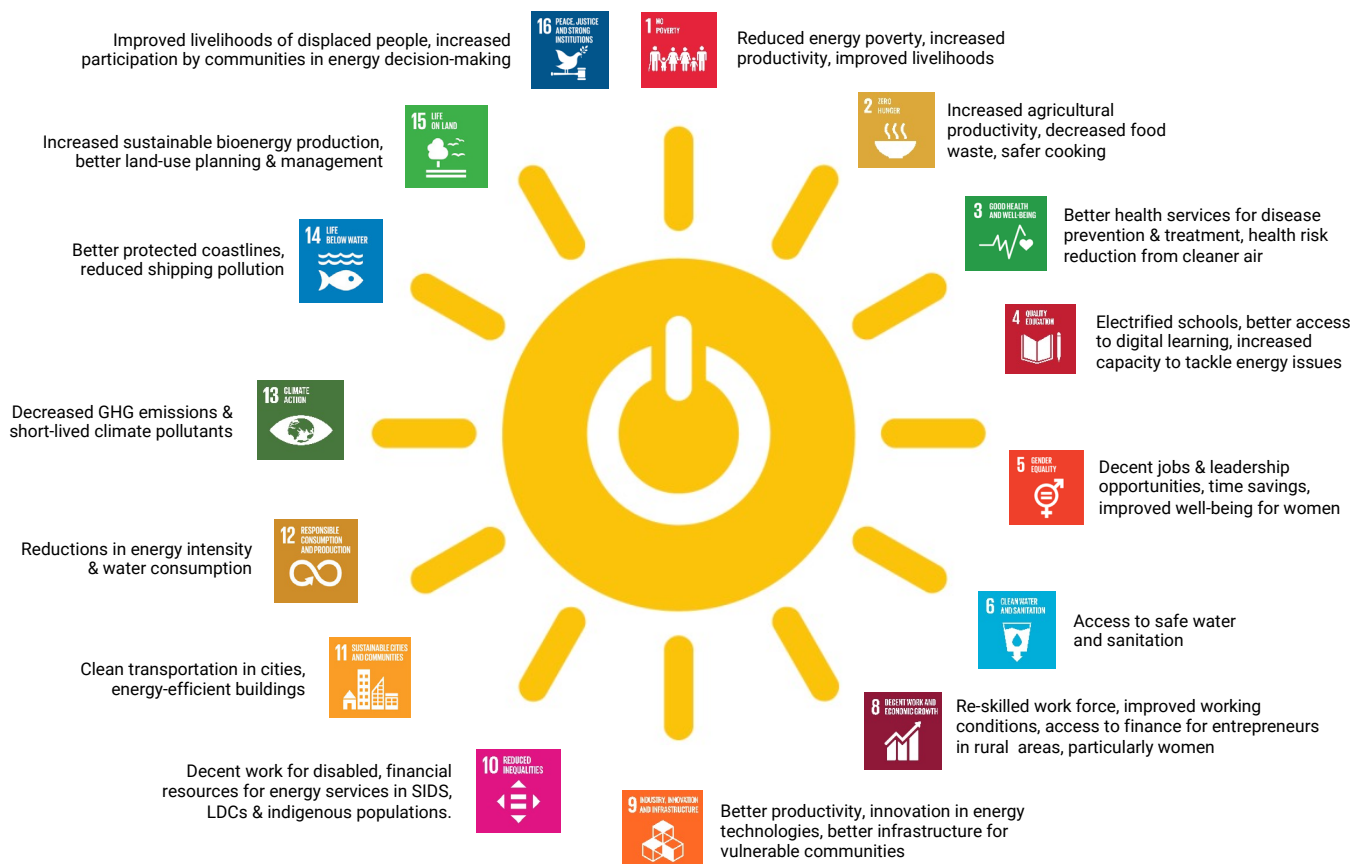 16 PEACE, JUSTICE
AND STRONG
INSTITUTIONS
Improved livelihoods of displaced people, increased
participation by communities in energy decision-making
1 NO
POVERTY
Reduced energy poverty, increased
productivity, improved livelihoods
2 ZERO
HUNGER
Increased agricultural
productivity, decreased food
waste, safer cooking
15 LIFE
ON LAND
Increased sustainable bioenergy production,
better land-use planning & management
3 GOOD HEALTH
AND WELL-BEING
Better health services for disease
prevention & treatment, health risk
reduction from cleaner air
14 LIFE
BELOW WATER
Better protected coastlines,
reduced shipping pollution
4 QUALITY
EDUCATION
Electrified schools, better access
to digital learning, increased
capacity to tackle energy issues
13 CLIMATE
ACTION
Decreased GHG emissions &
short-lived climate pollutants
5 GENDER
EQUALITY
Decent jobs & leadership
opportunities, time savings,
improved well-being for women
12 RESPONSIBLE
CONSUMPTION
AND PRODUCTION
Reductions in energy intensity
& water consumption
6 CLEAN WATER
AND SANITATION
Access to safe water
and sanitation
11 SUSTAINABLE CITIES
AND COMMUNITIES
Clean transportation in cities,
energy-efficient buildings
8 DECENT WORK AND
ECONOMIC GROWTH
Re-skilled work force, improved working
conditions, access to finance for entrepreneurs
in rural areas, particularly women
10 REDUCED
INEQUALITIES
Decent work for disabled, financial
resources for energy services in SIDS,
LDCs & indigenous populations.
9 INDUSTRY, INNOVATION
AND INFRASTRUCTURE
Better productivity, innovation in energy
technologies, better infrastructure for
vulnerable communities